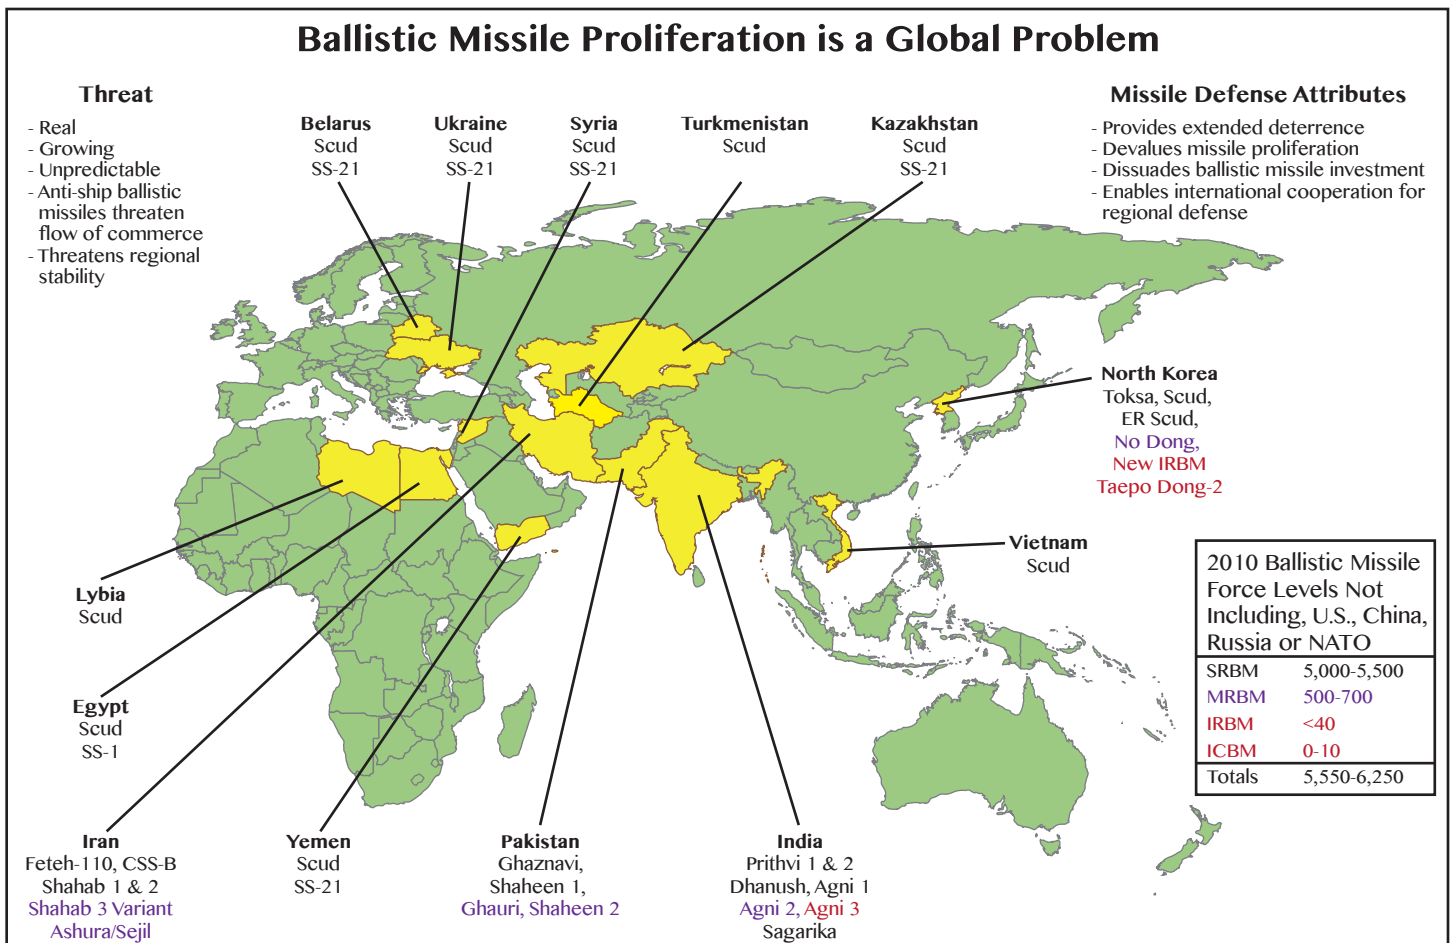 Ballistic Missile Proliferation is a Global Problem
Threat
- Real
- Growing
- Unpredictable
- Anti-ship ballistic
missiles threaten
flow of commerce
- Threatens regional
stability
Belarus
Scud
SS-21
Ukraine
Scud
SS-21
Syria
Scud
SS-21
Turkmenistan
Scud
Kazakhstan
Scud
SS-21
Missile Defense Attributes
- Provides extended deterrence
- Devalues missile proliferation
- Dissuades ballistic missile investment
- Enables international cooperation for
regional defense
North Korea
Toksa, Scud,
ER Scud,
No Dong,
New IRBM
Taepo Dong-2
Vietnam
Scud
Lybia
Scud
Egypt
Scud
SS-1
2010 Ballistic Missile
Force Levels Not
Including, U.S., China,
Russia or NATO
SRBM 5,000-5,500
MRBM 500-700
IRBM <40
ICBM 0-10
Totals 5,550-6,250
Iran
Feteh-110, CSS-B
Shahab 1 & 2
Shahab 3 Variant
Ashura/Sejil
Yemen
Scud
SS-21
Pakistan
Ghaznavi,
Shaheen 1,
Ghauri, Shaheen 2
India
Prithvi 1 & 2
Dhanush, Agni 1
Agni 2, Agni 3
Sagarika